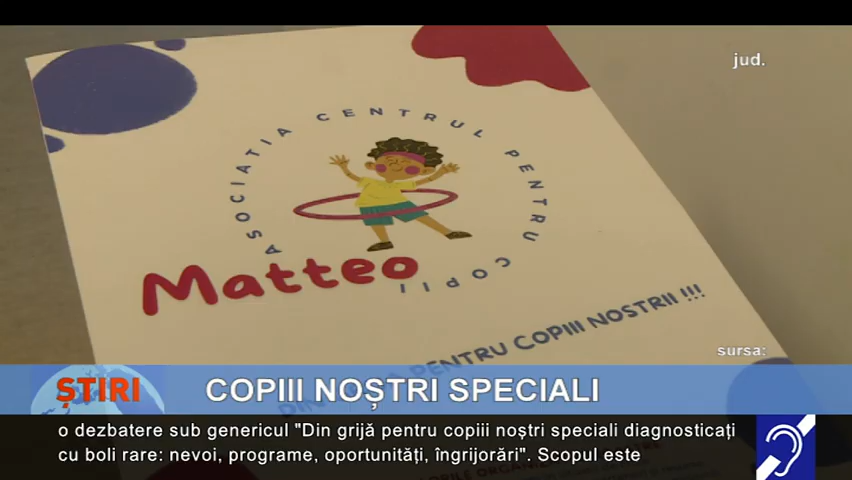 jud.
ASOCIAȚIA CENTRUL PENTRU COPII
Matteo
PENTRU COPIII NOSTRII !!!
sursa:
ȘTIRI
COPIII NOȘTRI SPECIALI
o dezbatere sub genericul "Din grijă pentru copiii noștri speciali diagnosticați
cu boli rare: nevoi, programe, oportunități, îngrijorări". Scopul este